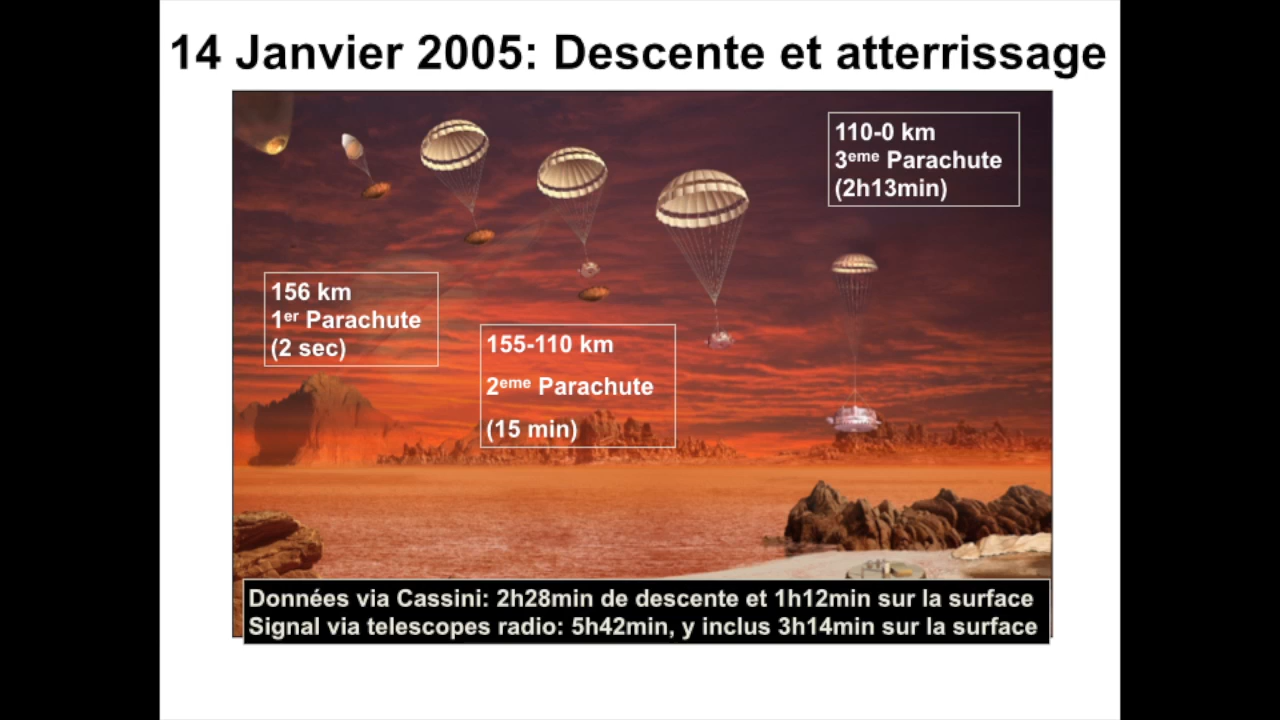 14 Janvier 2005: Descente et atterrissage
110-0 km
3eme Parachute
(2h13min)
156 km
1er Parachute
(2 sec)
155-110 km
2eme Parachute
(15 min)
Données via Cassini: 2h28min de descente et 1h12min sur la surface
Signal via telescopes radio: 5h42min, y inclus 3h14min sur la surface